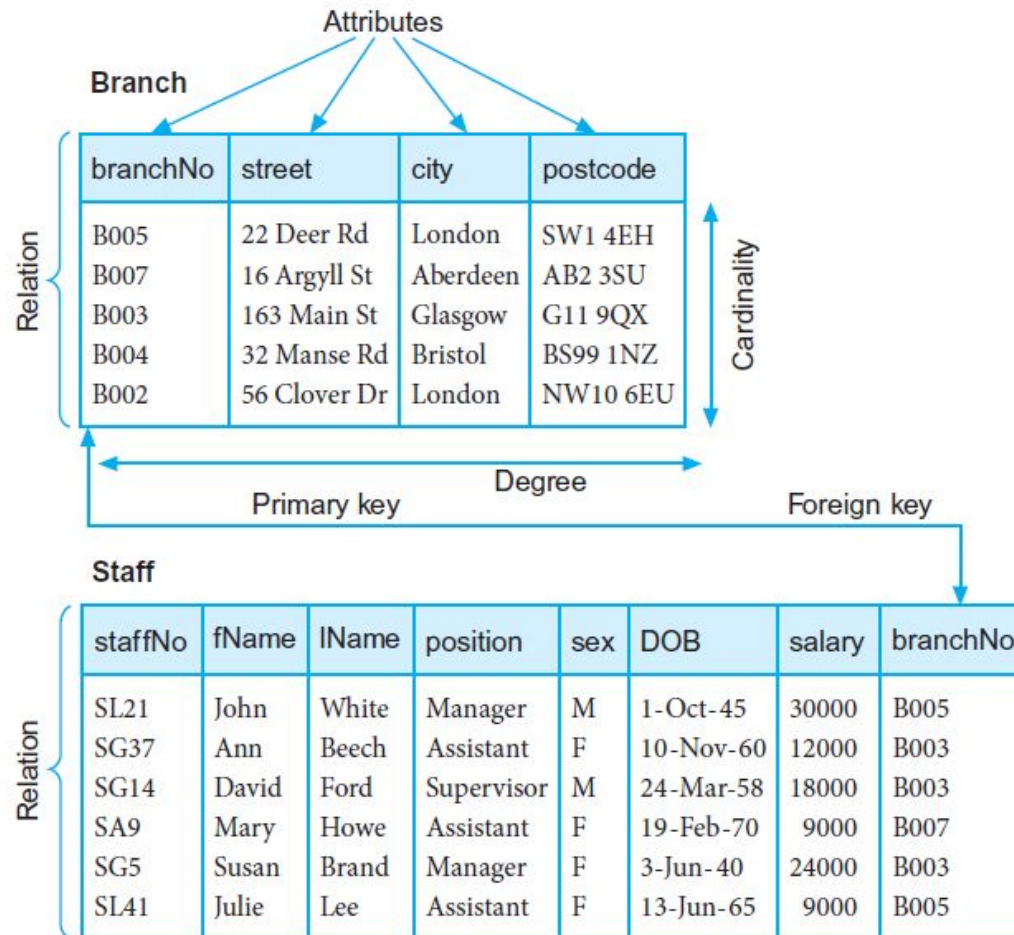 Attributes
Branch
branchNo street city postcode
B005 22 Deer Rd London SW1 4EH
B007 16 Argyll St Aberdeen AB2 3SU
B003 163 Main St Glasgow G11 9QX
B004 32 Manse Rd Bristol BS99 1NZ
B002 56 Clover Dr London NW10 6EU
Relation
Cardinality
Degree
Primary key Foreign key
Staff
staffNo fName lName position sex DOB salary branchNo
SL21 John White Manager M 1-Oct-45 30000 B005
SG37 Ann Beech Assistant F 10-Nov-60 12000 B003
SG14 David Ford Supervisor M 24-Mar-58 18000 B003
SA9 Mary Howe Assistant F 19-Feb-70 9000 B007
SG5 Susan Brand Manager F 3-Jun-40 24000 B003
SL41 Julie Lee Assistant F 13-Jun-65 9000 B005
Relation